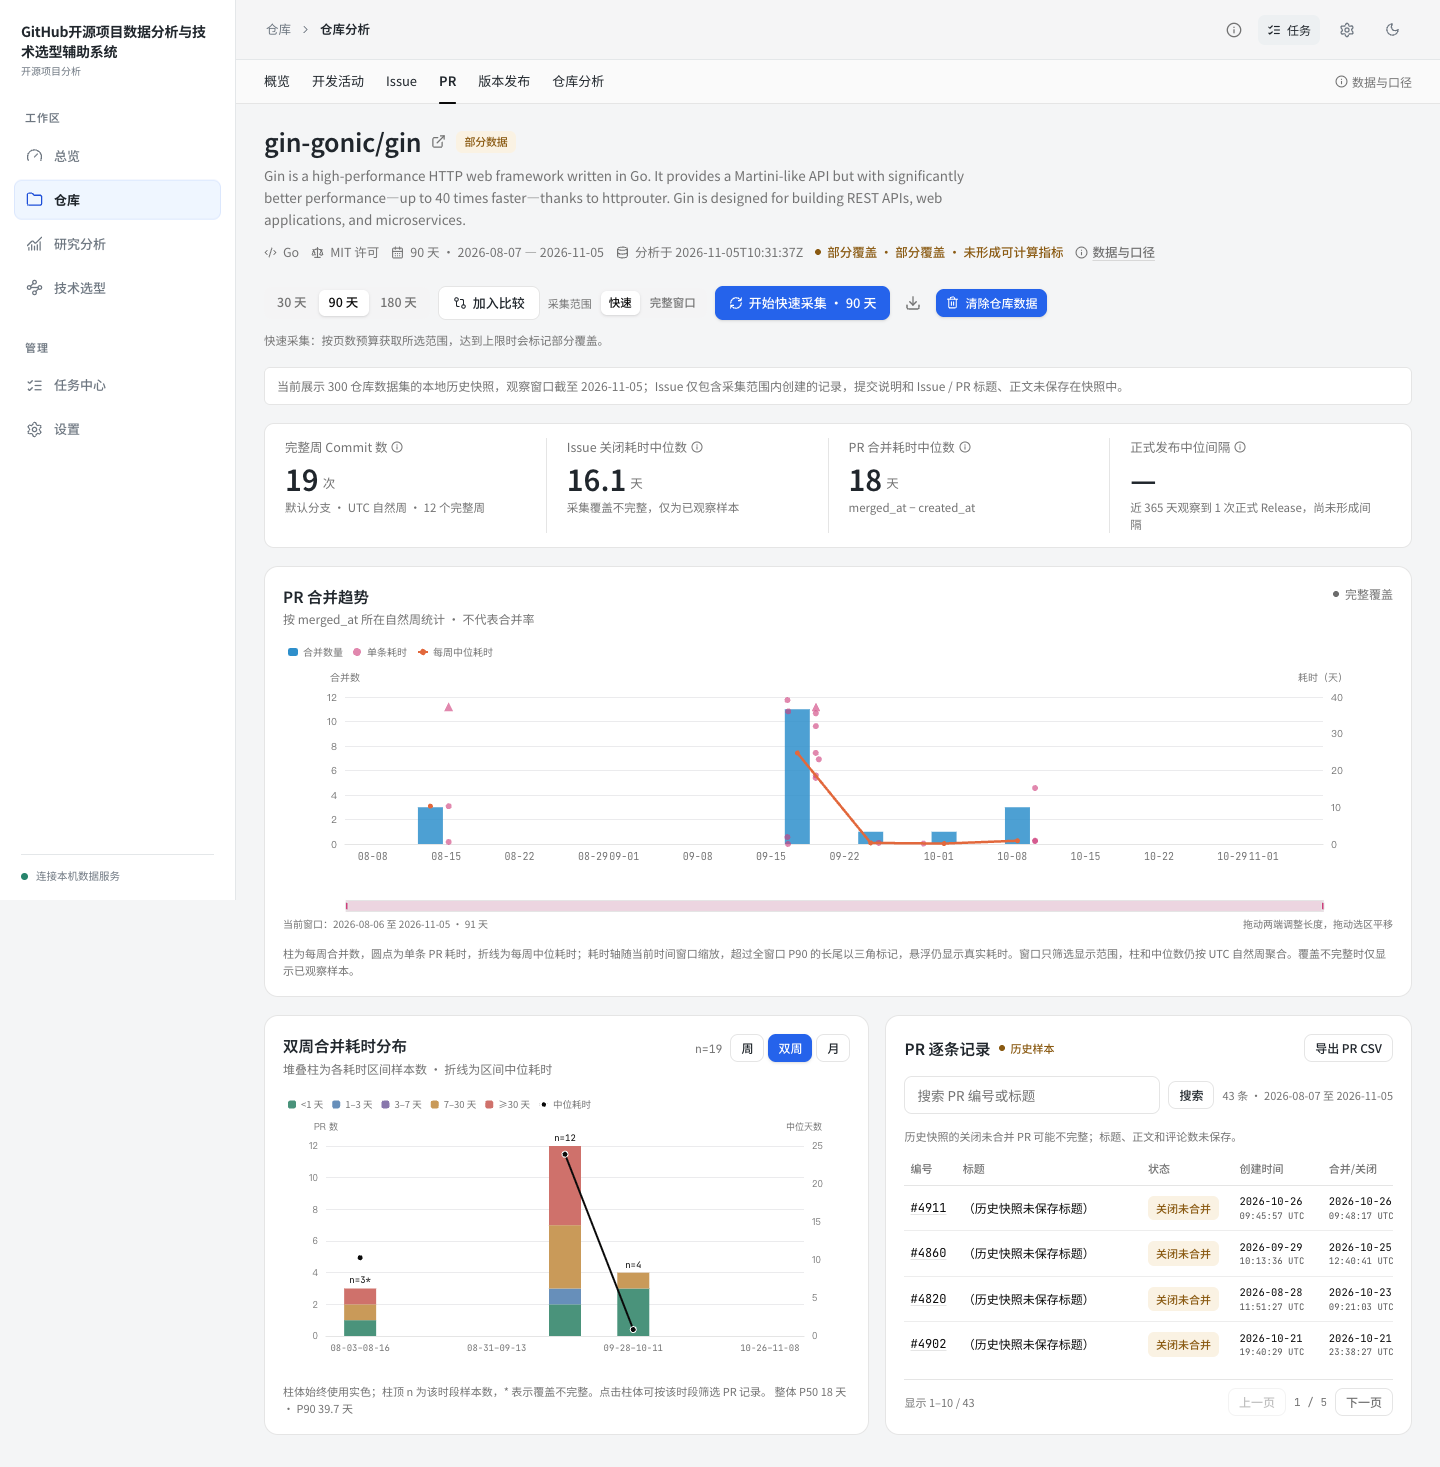 GitHub开源项目数据分析与技
术选型辅助系统
开源项目分析
工作区
总览
仓库
研究分析
技术选型
管理
任务中心
设置
连接本机数据服务
仓库 > 仓库分析
任务
概览 开发活动 Issue PR 版本发布 仓库分析
数据与口径
gin-gonic/gin 部分数据
Gin is a high-performance HTTP web framework written in Go. It provides a Martini-like API but with significantly
better performance—up to 40 times faster—thanks to httprouter. Gin is designed for building REST APIs, web
applications, and microservices.
Go MIT 许可 90 天 · 2026-08-07 — 2026-11-05 分析于 2026-11-05T10:31:37Z 部分覆盖 · 部分覆盖 · 未形成可计算指标 数据与口径
30 天 90 天 180 天 加入比较 采集范围 快速 完整窗口 开始快速采集 · 90 天 清除仓库数据
快速采集：按页数预算获取所选范围，达到上限时会标记部分覆盖。
当前展示 300 仓库数据集的本地历史快照，观察窗口截至 2026-11-05；Issue 仅包含采集范围内创建的记录，提交说明和 Issue / PR 标题、正文未保存在快照中。
完整周 Commit 数
19 次
默认分支 · UTC 自然周 · 12 个完整周
Issue 关闭耗时中位数
16.1 天
采集覆盖不完整，仅为已观察样本
PR 合并耗时中位数
18 天
merged_at − created_at
正式发布中位间隔
—
近 365 天观察到 1 次正式 Release，尚未形成间
隔
PR 合并趋势
完整覆盖
按 merged_at 所在自然周统计 · 不代表合并率
合并数量 单条耗时 每周中位耗时
合并数 耗时（天）
12 40
10
8 30
6 20
4 10
2
0 0
08-08 08-15 08-22 08-29 09-01 09-08 09-15 09-22 10-01 10-08 10-15 10-22 10-29 11-01
当前窗口：2026-08-06 至 2026-11-05 · 91 天
拖动两端调整长度，拖动选区平移
柱为每周合并数，圆点为单条 PR 耗时，折线为每周中位耗时；耗时轴随当前时间窗口缩放，超过全窗口 P90 的长尾以三角标记，悬浮仍显示真实耗时。窗口只筛选显示范围，柱和中位数仍按 UTC 自然周聚合。覆盖不完整时仅显
示已观察样本。
双周合并耗时分布
n=19 周 双周 月
堆叠柱为各耗时区间样本数 · 折线为区间中位耗时
<1 天 1–3 天 3–7 天 7–30 天 ≥30 天 中位耗时
PR 数 中位天数
n=12
12 25
10 20
8 15
6
n=3* n=4
4 10
2 5
0 0
08-03–08-16 08-31–09-13 09-28–10-11 10-26–11-08
柱体始终使用实色；柱顶 n 为该时段样本数，* 表示覆盖不完整。点击柱体可按该时段筛选 PR 记录。 整体 P50 18 天
· P90 39.7 天
PR 逐条记录 历史样本
导出 PR CSV
搜索 PR 编号或标题 搜索 43 条 · 2026-08-07 至 2026-11-05
历史快照的关闭未合并 PR 可能不完整；标题、正文和评论数未保存。
编号 标题 状态 创建时间 合并/关闭
#4911 （历史快照未保存标题） 关闭未合并 2026-10-26 2026-10-26
09:45:57 UTC 09:48:17 UTC
#4860 （历史快照未保存标题） 关闭未合并 2026-09-29 2026-10-25
10:13:36 UTC 12:40:41 UTC
#4820 （历史快照未保存标题） 关闭未合并 2026-08-28 2026-10-23
11:51:27 UTC 09:21:03 UTC
#4902 （历史快照未保存标题） 关闭未合并 2026-10-21 2026-10-21
19:40:29 UTC 23:38:27 UTC
显示 1–10 / 43 上一页 1 / 5 下一页